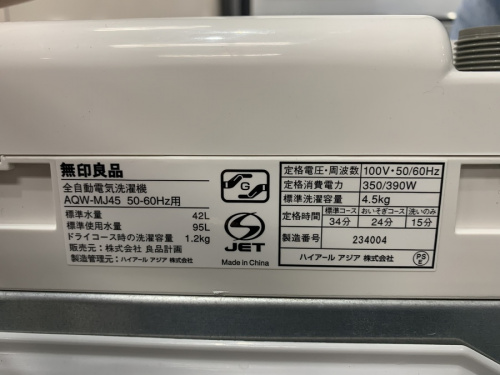 無印良品
全自動電気洗濯機
AQW-MJ45 50-60Hz用
標準水量 42L
標準使用水量 95L
ドライコース時の洗濯容量 1.2kg
販売元：株式会社 良品計画
製造管理元：ハイアール アジア 株式会社
G
JET
Made in China
定格電圧・周波数 100V・50/60Hz
定格消費電力 350/390W
標準洗濯容量 4.5kg
定格時間 標準コース おいそぎコース 洗いのみ
34分 24分 15分
製造番号 234004
ハイアール アジア 株式会社
PS
E